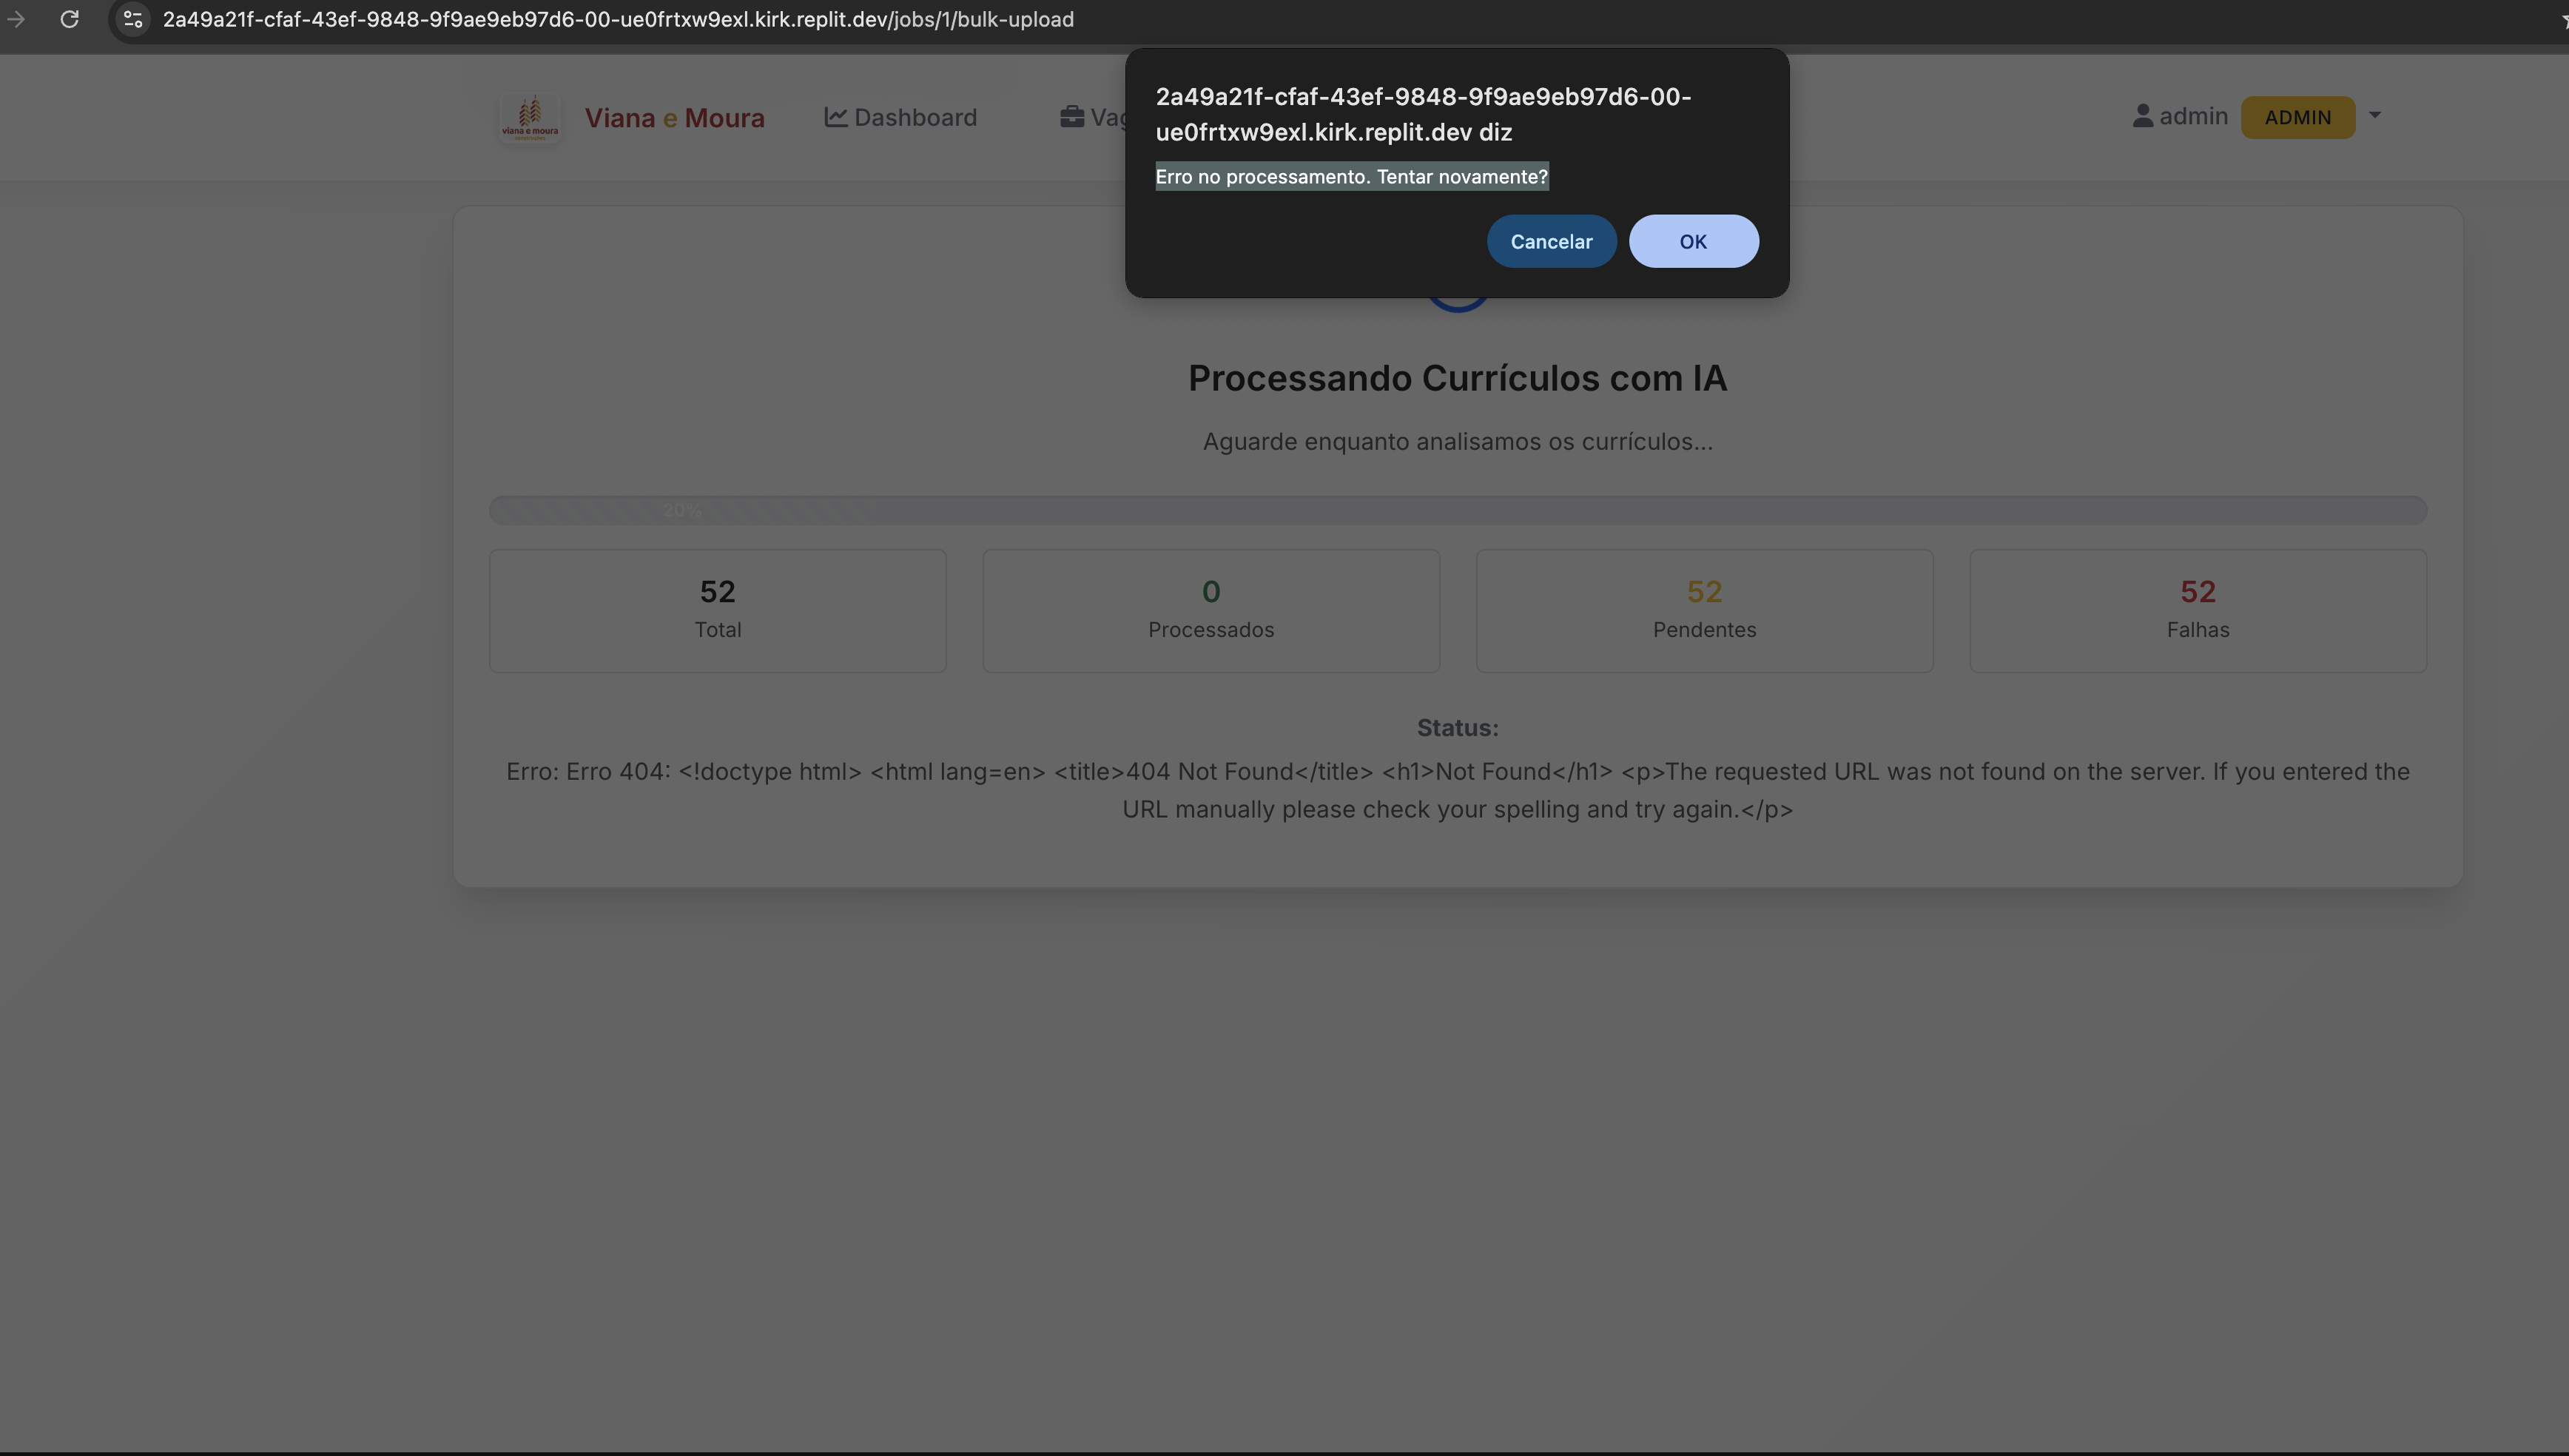 2a49a21f-cfaf-43ef-9848-9f9ae9eb97d6-00-ue0frtxw9exl.kirk.replit.dev/jobs/1/bulk-upload
2a49a21f-cfaf-43ef-9848-9f9ae9eb97d6-00-
ue0frtxw9exl.kirk.replit.dev diz
Erro no processamento. Tentar novamente?
Cancelar
OK
viana e moura
Viana e Moura
Dashboard
Vag
admin
ADMIN
Processando Currículos com IA
Aguarde enquanto analisamos os currículos...
20%
52
Total
0
Processados
52
Pendentes
52
Falhas
Status:
Erro: Erro 404: <!doctype html> <html lang=en> <title>404 Not Found</title> <h1>Not Found</h1> <p>The requested URL was not found on the server. If you entered the
URL manually please check your spelling and try again.</p>